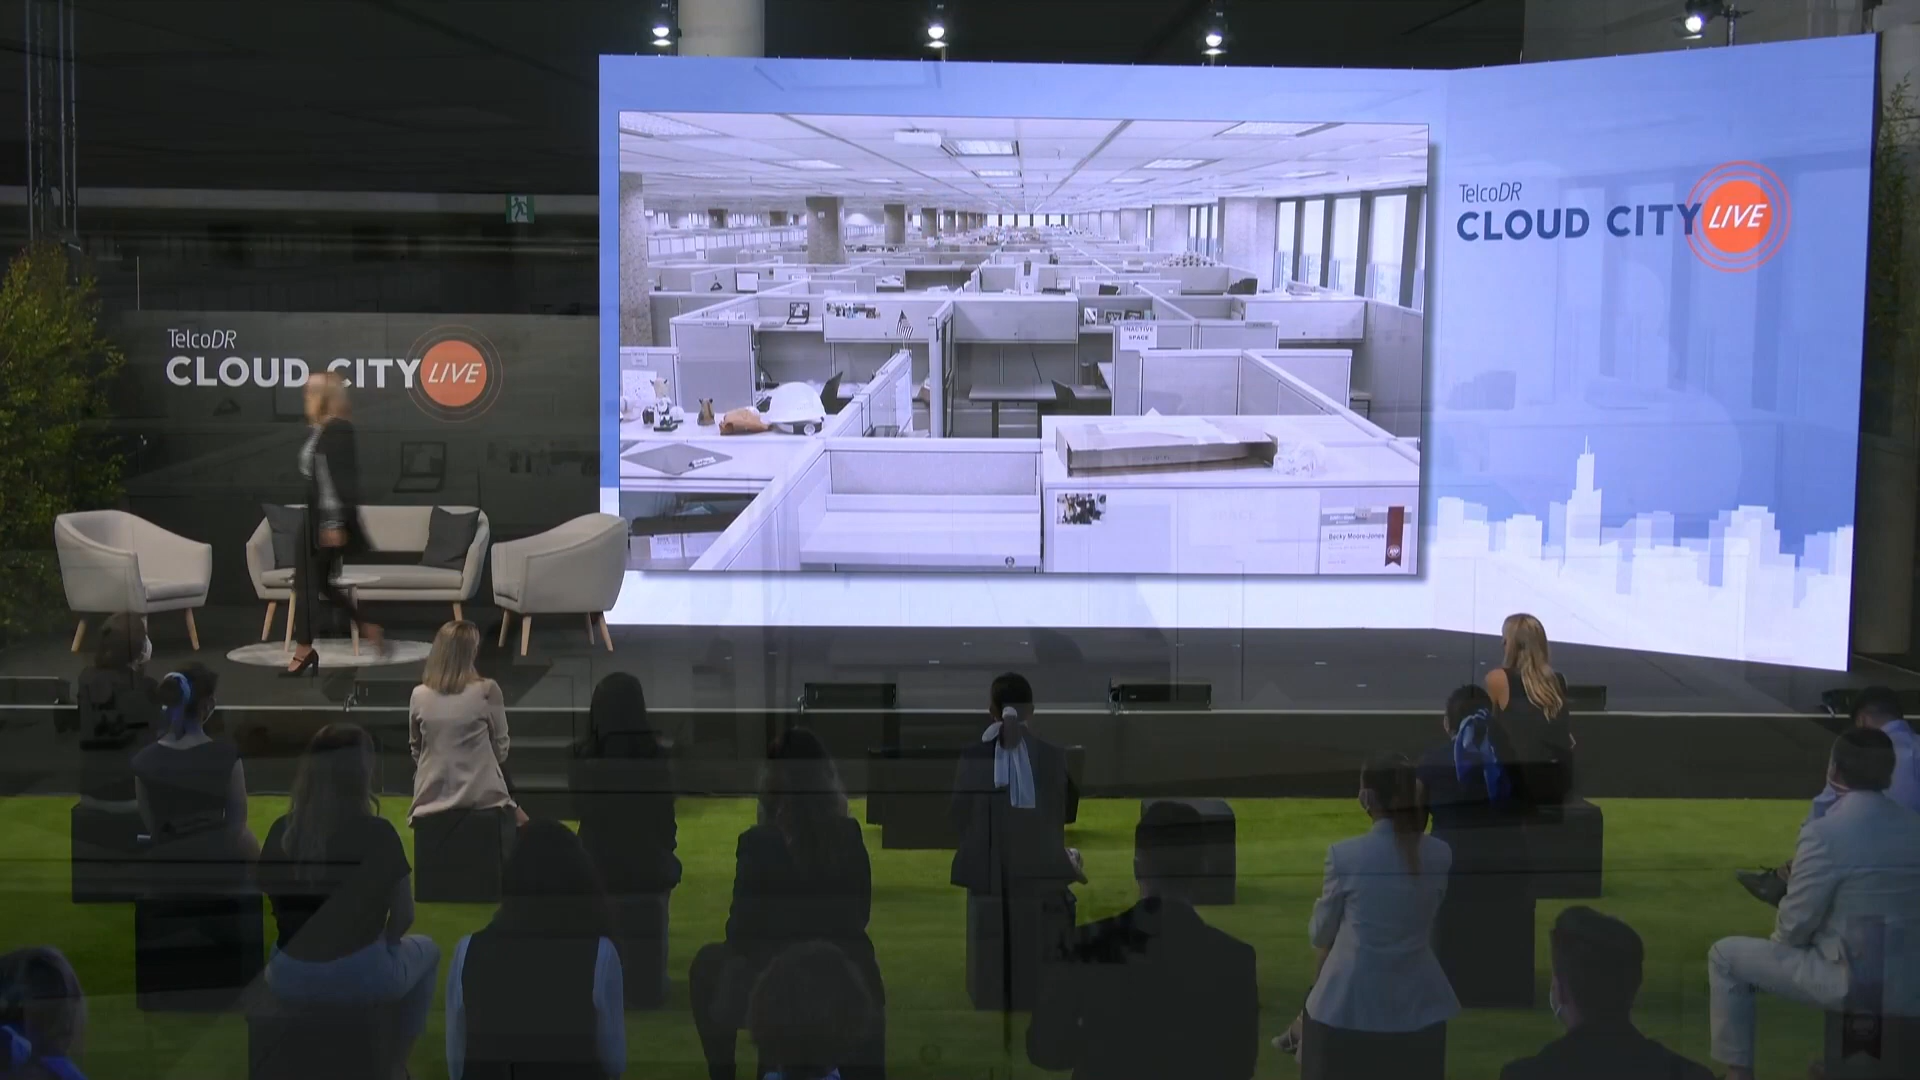 TelcoDR
CLOUD CITY LIVE
TelcoDR
CLOUD CITY LIVE
INACTIVE
SPACE
Becky Moore-Jones